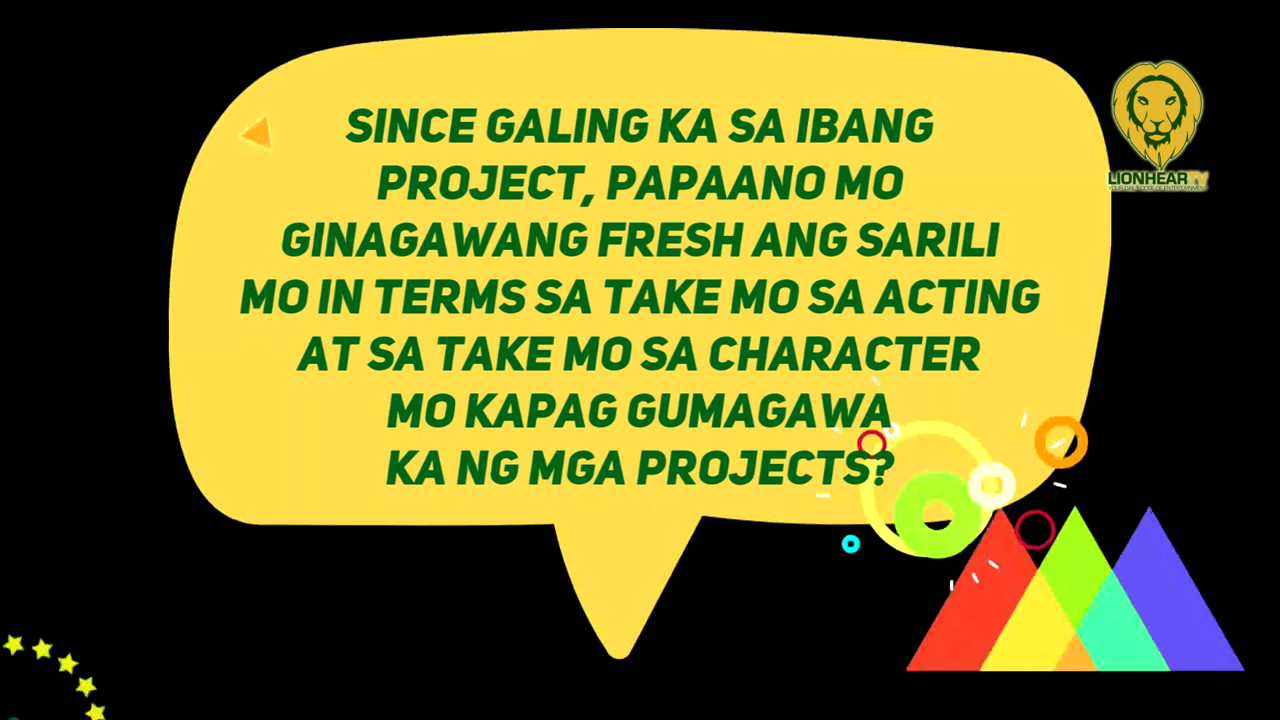 SINCE GALING KA SA IBANG
PROJECT, PAPAANO MO
GINAGAWANG FRESH ANG SARILI
MO IN TERMS SA TAKE MO SA ACTING
AT SA TAKE MO SA CHARACTER
MO KAPAG GUMAGAWA
KA NG MGA PROJECTS?
LIONHEARTV